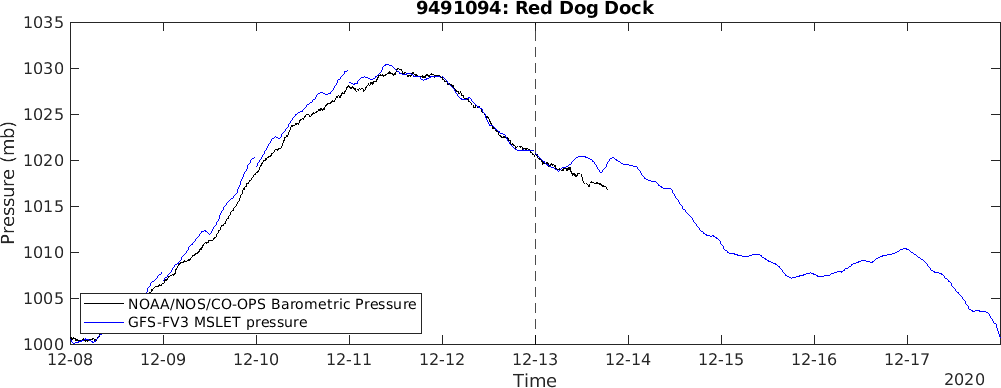 9491094: Red Dog Dock
Pressure (mb)
1035
1030
1025
1020
1015
1010
1005
1000
NOAA/NOS/CO-OPS Barometric Pressure
GFS-FV3 MSLET pressure
12-08 12-09 12-10 12-11 12-12 12-13 12-14 12-15 12-16 12-17
Time
2020